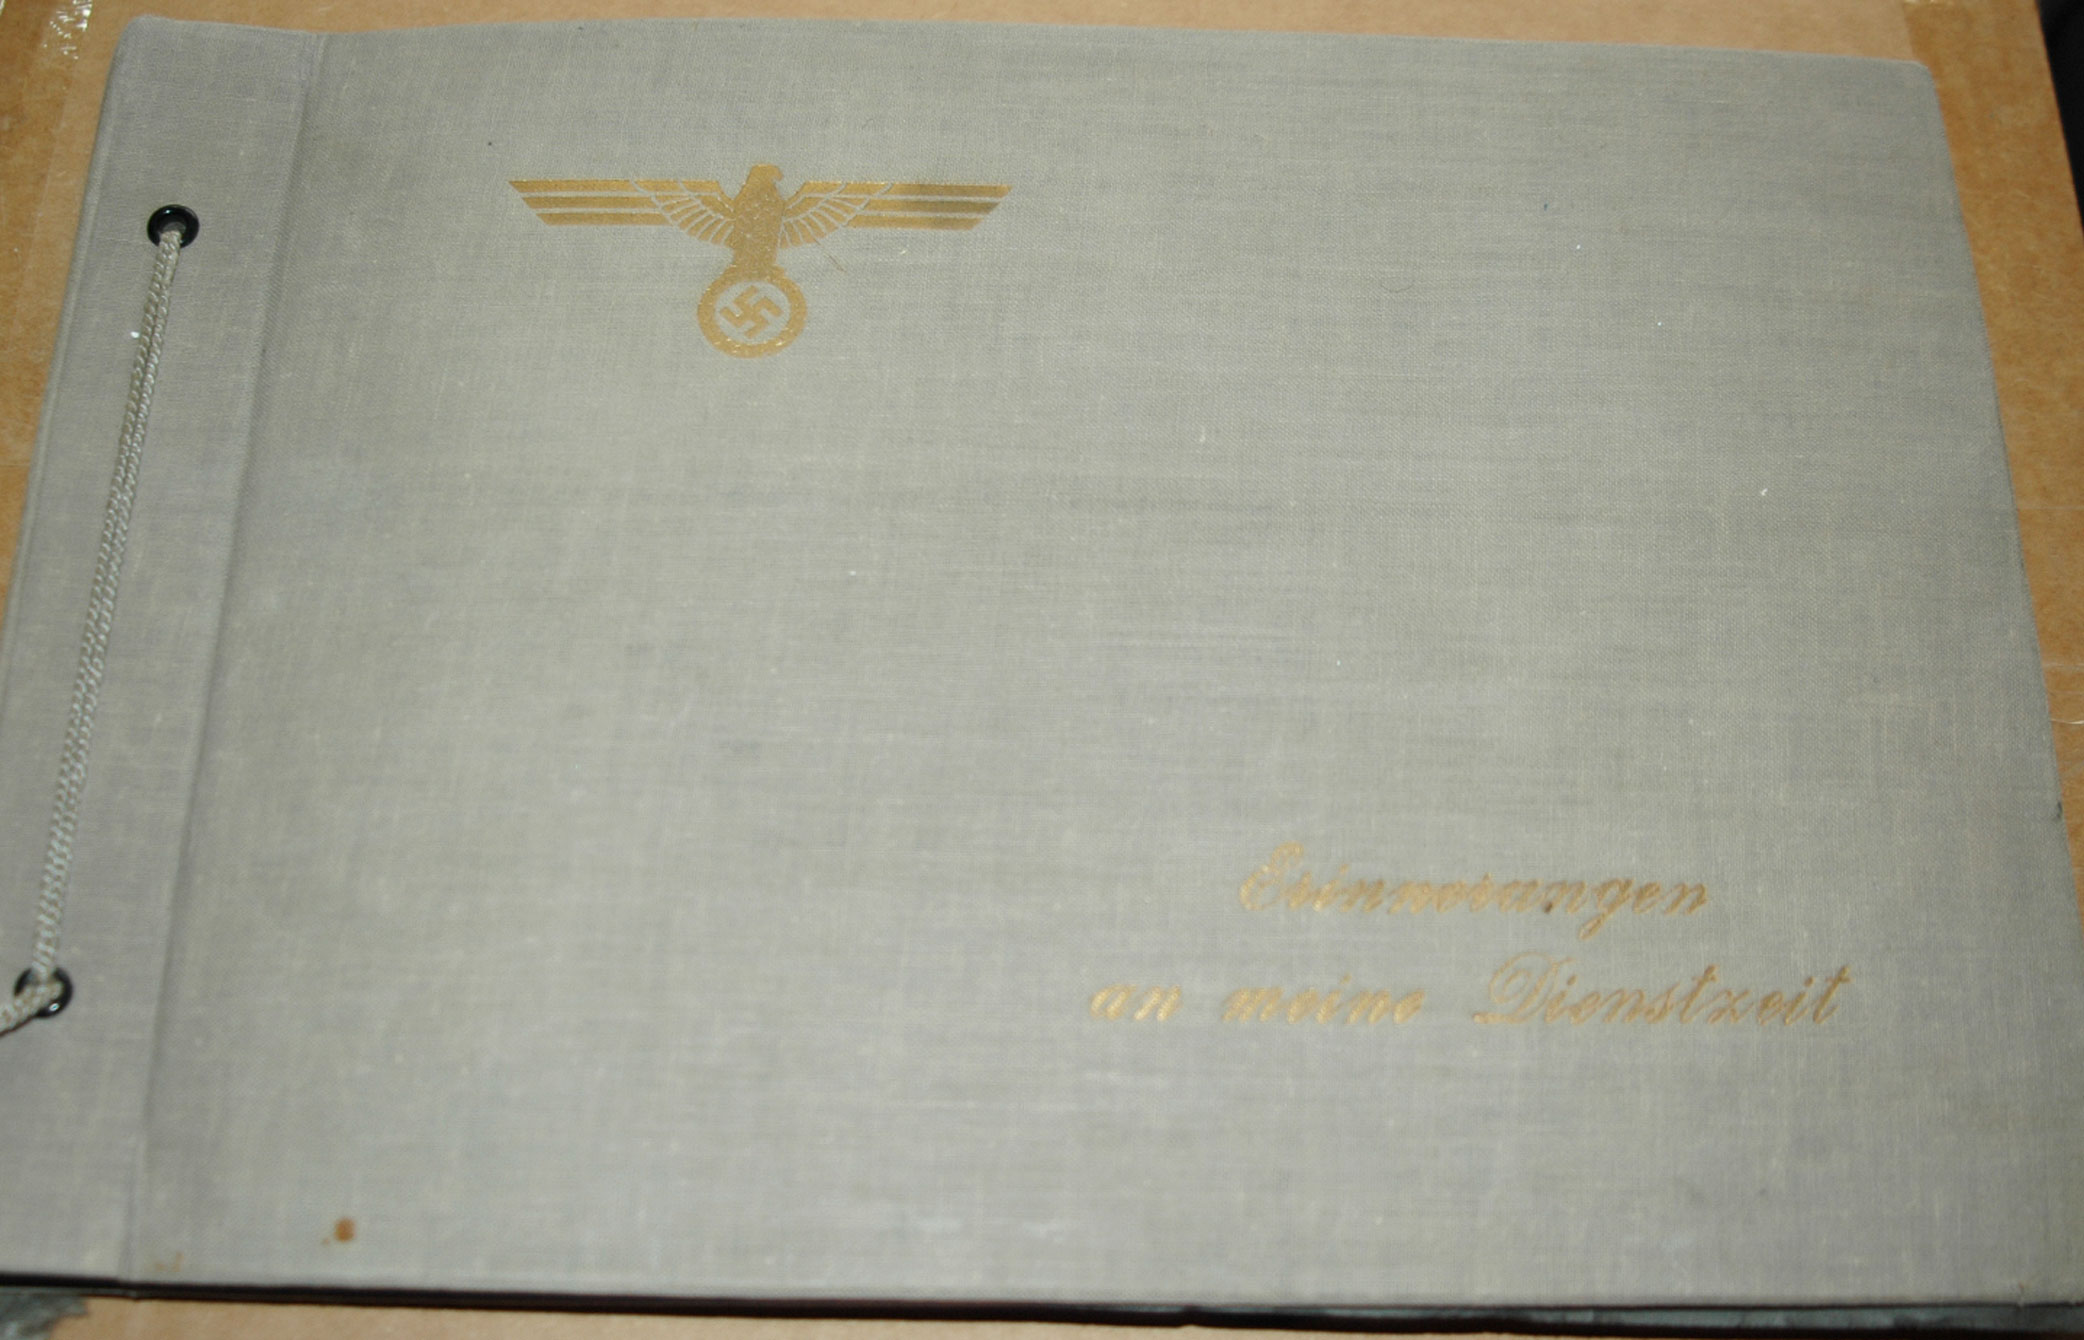 Erinnerungen
an meine Dienstzeit